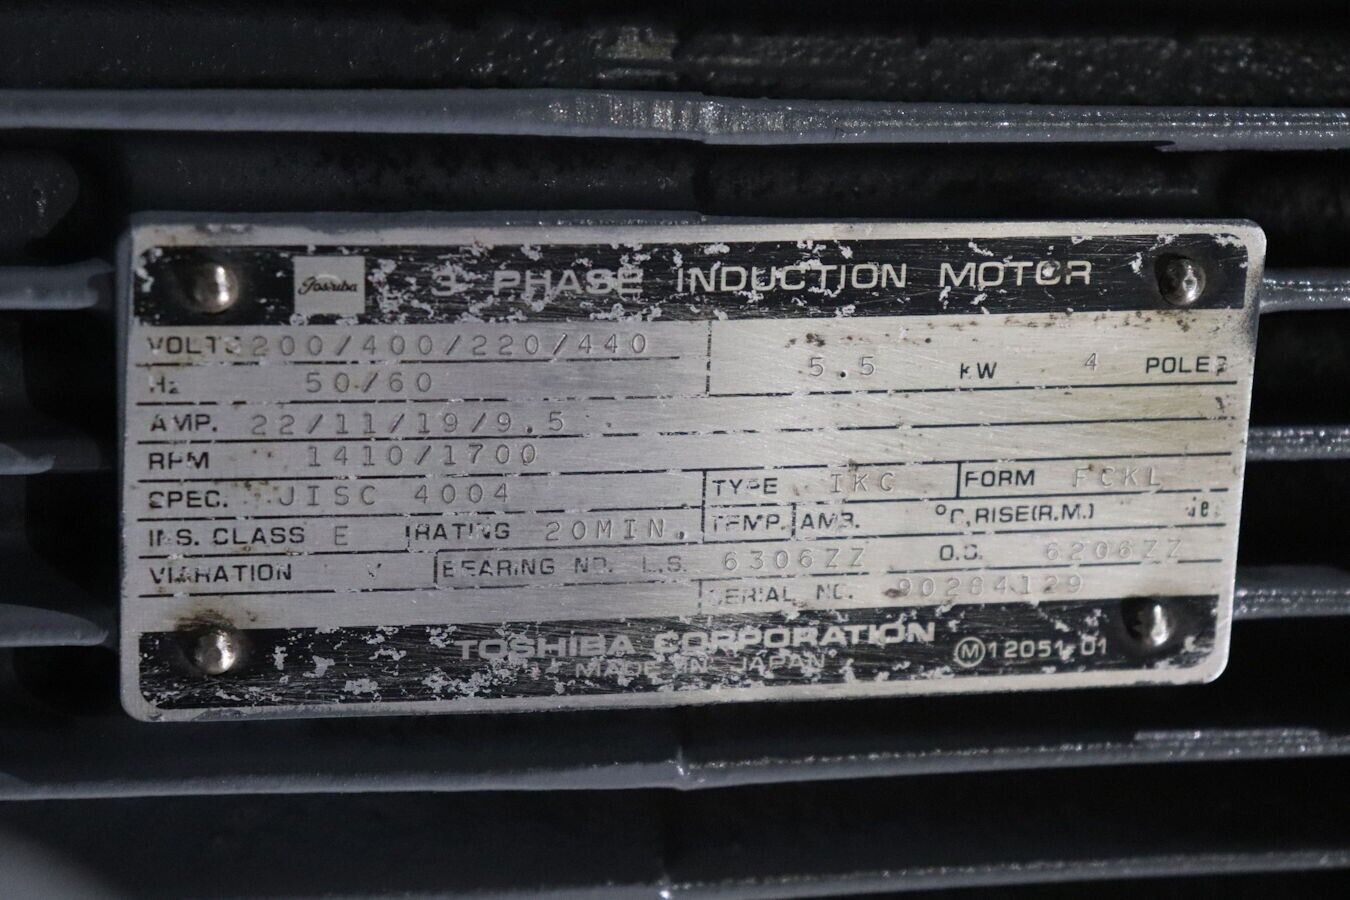 Toshiba 3 PHASE INDUCTION MOTOR
VOLTS 200/400/220/440
5.5 kW 4 POLES
Hz 50/60
AMP. 22/11/19/9.5
RPM 1410/1700
SPEC. JISC 4004 TYPE IKC FORM FCKL
INS. CLASS E RATING 20MIN. TEMP. AMB. °C, RISE(R.M.)
VIBRATION V BEARING NO. L.S. 6306ZZ O.S. 6206ZZ
SERIAL NO. 90284129
TOSHIBA CORPORATION
MADE IN JAPAN
M 12051-01